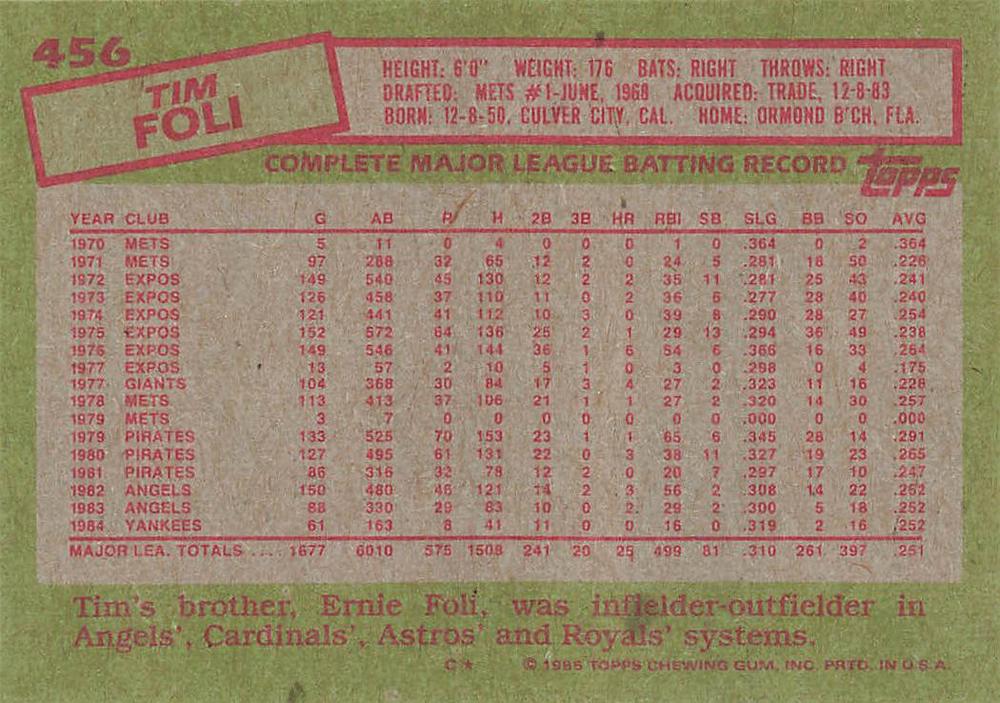 456
TIM
FOLI
HEIGHT: 6'0" WEIGHT: 176 BATS: RIGHT THROWS: RIGHT
DRAFTED: METS #1-JUNE, 1968 ACQUIRED: TRADE, 12-8-83
BORN: 12-8-50, CULVER CITY, CAL. HOME: ORMOND B'CH, FLA.
COMPLETE MAJOR LEAGUE BATTING RECORD topps
YEAR CLUB G AB R H 2B 3B HR RBI SB SLG BB SO AVG
1970 METS 5 11 0 4 0 0 0 1 0 .364 0 2 .364
1971 METS 97 288 32 65 12 2 0 24 5 .281 18 50 .226
1972 EXPOS 149 540 45 130 12 2 2 35 11 .281 25 43 .241
1973 EXPOS 126 458 37 110 11 0 2 36 6 .277 28 40 .240
1974 EXPOS 121 441 41 112 10 3 0 39 8 .290 28 27 .254
1975 EXPOS 152 572 64 136 25 2 1 29 13 .294 36 49 .238
1976 EXPOS 149 546 41 144 36 1 6 54 6 .366 16 33 .264
1977 EXPOS 13 57 2 10 5 1 0 3 0 .298 0 4 .175
1977 GIANTS 104 368 30 84 17 3 4 27 2 .323 11 16 .228
1978 METS 113 413 37 106 21 1 1 27 2 .320 14 30 .257
1979 METS 3 7 0 0 0 0 0 0 0 .000 0 0 .000
1979 PIRATES 133 525 70 153 23 1 1 65 6 .345 28 14 .291
1980 PIRATES 127 495 61 131 22 0 3 38 11 .327 19 23 .265
1981 PIRATES 86 316 32 78 12 2 0 20 7 .297 17 10 .247
1982 ANGELS 150 480 46 121 14 2 3 56 2 .308 14 22 .252
1983 ANGELS 88 330 29 83 10 0 2 29 2 .300 5 18 .252
1984 YANKEES 61 163 8 41 11 0 0 16 0 .319 2 16 .252
MAJOR LEA. TOTALS .... 1677 6010 575 1508 241 20 25 499 81 .310 261 397 .251
Tim's brother, Ernie Foli, was infielder-outfielder in
Angels', Cardinals', Astros' and Royals' systems.
C★ © 1985 TOPPS CHEWING GUM, INC. PRTD. IN U.S.A.